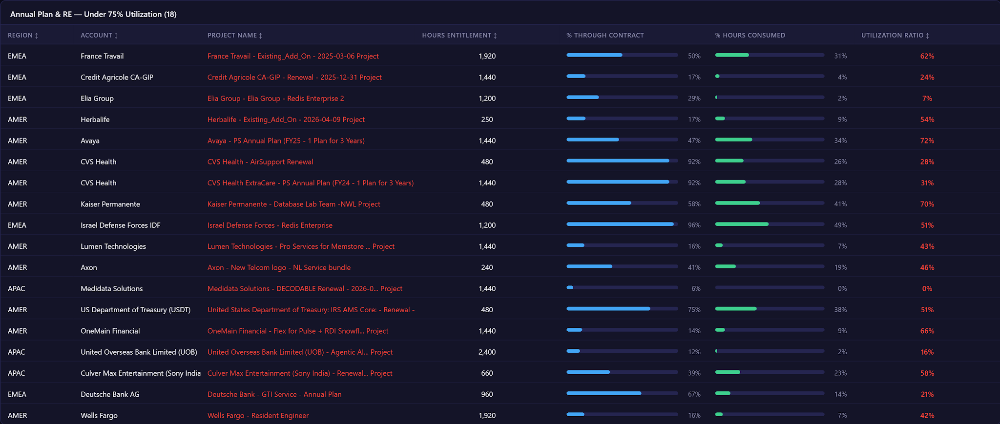 Annual Plan & RE — Under 75% Utilization (18)
REGION ↕ ACCOUNT ↕ PROJECT NAME ↕ HOURS ENTITLEMENT ↕ % THROUGH CONTRACT % HOURS CONSUMED UTILIZATION RATIO ↕
EMEA France Travail France Travail - Existing_Add_On - 2025-03-06 Project 1,920 50% 31% 62%
EMEA Credit Agricole CA-GIP Credit Agricole CA-GIP - Renewal - 2025-12-31 Project 1,440 17% 4% 24%
EMEA Elia Group Elia Group - Elia Group - Redis Enterprise 2 1,200 29% 2% 7%
AMER Herbalife Herbalife - Existing_Add_On - 2026-04-09 Project 250 17% 9% 54%
AMER Avaya Avaya - PS Annual Plan (FY25 - 1 Plan for 3 Years) 1,440 47% 34% 72%
AMER CVS Health CVS Health - AirSupport Renewal 480 92% 26% 28%
AMER CVS Health CVS Health ExtraCare - PS Annual Plan (FY24 - 1 Plan for 3 Years) 1,440 92% 28% 31%
AMER Kaiser Permanente Kaiser Permanente - Database Lab Team -NWL Project 480 58% 41% 70%
EMEA Israel Defense Forces IDF Israel Defense Forces - Redis Enterprise 1,200 96% 49% 51%
AMER Lumen Technologies Lumen Technologies - Pro Services for Memstore ... Project 1,440 16% 7% 43%
AMER Axon Axon - New Telcom logo - NL Service bundle 240 41% 19% 46%
APAC Medidata Solutions Medidata Solutions - DECODABLE Renewal - 2026-0... Project 1,440 6% 0% 0%
AMER US Department of Treasury (USDT) United States Department of Treasury: IRS AMS Core: - Renewal - 480 75% 38% 51%
AMER OneMain Financial OneMain Financial - Flex for Pulse + RDI Snowfl... Project 1,440 14% 9% 66%
APAC United Overseas Bank Limited (UOB) United Overseas Bank Limited (UOB) - Agentic AI... Project 2,400 12% 2% 16%
APAC Culver Max Entertainment (Sony India Culver Max Entertainment (Sony India) - Renewal... Project 660 39% 23% 58%
EMEA Deutsche Bank AG Deutsche Bank - GTI Service - Annual Plan 960 67% 14% 21%
AMER Wells Fargo Wells Fargo - Resident Engineer 1,920 16% 7% 42%